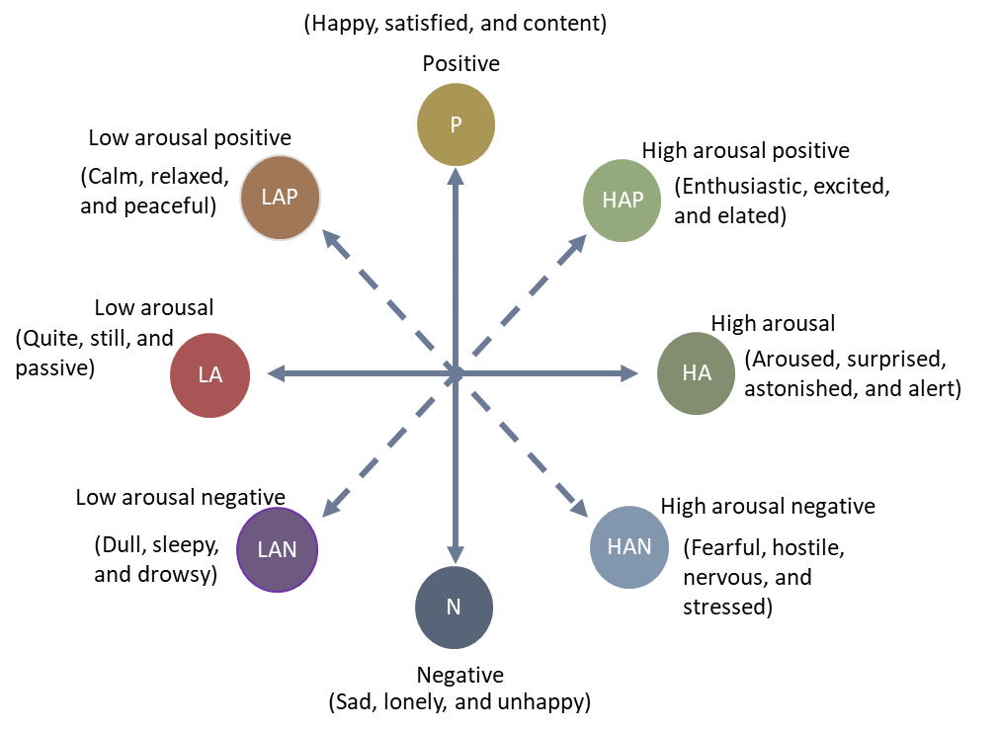 (Happy, satisfied, and content)
Positive
P
Low arousal positive
(Calm, relaxed,
and peaceful)
LAP
High arousal positive
HAP
(Enthusiastic, excited,
and elated)
Low arousal
(Quite, still, and
passive)
LA
High arousal
HA
(Aroused, surprised,
astonished, and alert)
Low arousal negative
(Dull, sleepy,
and drowsy)
LAN
High arousal negative
HAN
(Fearful, hostile,
nervous, and
stressed)
N
Negative
(Sad, lonely, and unhappy)